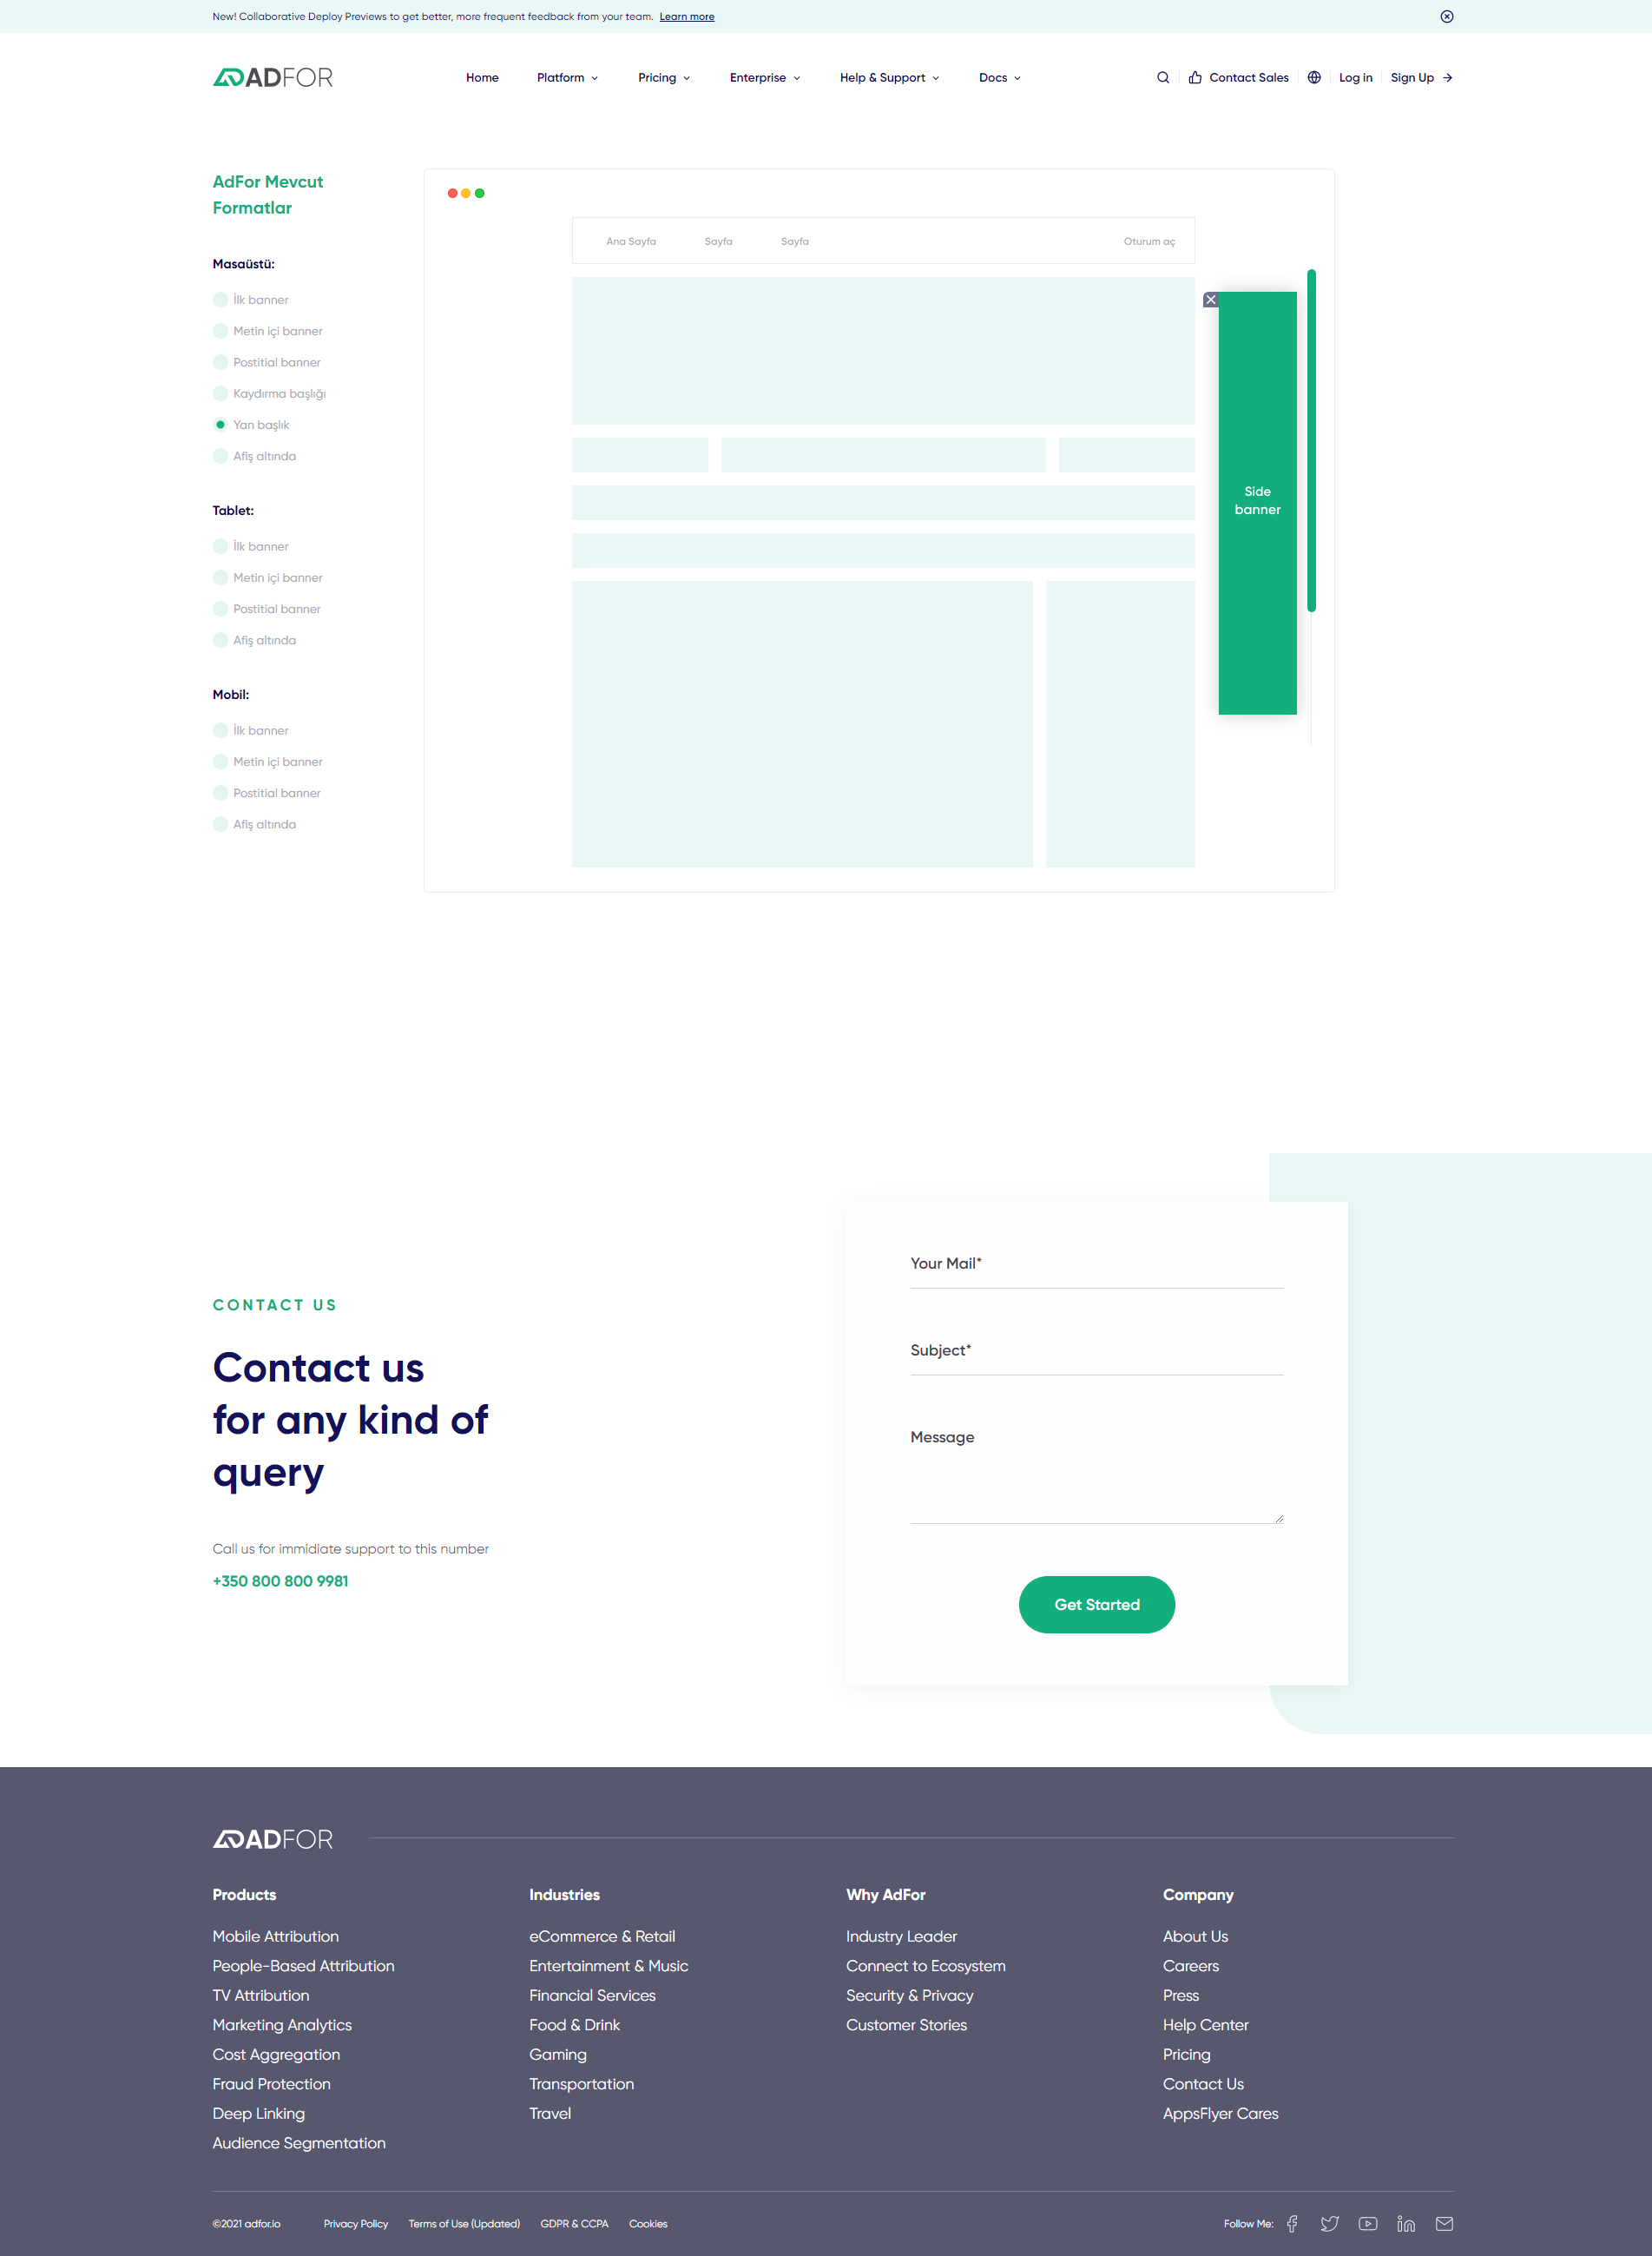 New! Collaborative Deploy Previews to get better, more frequent feedback from your team. Learn more
ADFOR
Home Platform Pricing Enterprise Help & Support Docs Contact Sales Log in Sign Up
AdFor Mevcut
Formatlar
Masaüstü:
İlk banner
Metin içi banner
Postitial banner
Kaydırma başlığı
Yan başlık
Afiş altında
Tablet:
İlk banner
Metin içi banner
Postitial banner
Afiş altında
Mobil:
İlk banner
Metin içi banner
Postitial banner
Afiş altında
Ana Sayfa Sayfa Sayfa Oturum aç
Side
banner
CONTACT US
Contact us
for any kind of
query
Call us for immidiate support to this number
+350 800 800 9981
Your Mail*
Subject*
Message
Get Started
ADFOR
Products
Mobile Attribution
People-Based Attribution
TV Attribution
Marketing Analytics
Cost Aggregation
Fraud Protection
Deep Linking
Audience Segmentation
Industries
eCommerce & Retail
Entertainment & Music
Financial Services
Food & Drink
Gaming
Transportation
Travel
Why AdFor
Industry Leader
Connect to Ecosystem
Security & Privacy
Customer Stories
Company
About Us
Careers
Press
Help Center
Pricing
Contact Us
AppsFlyer Cares
©2021 adfor.io Privacy Policy Terms of Use (Updated) GDPR & CCPA Cookies Follow Me: